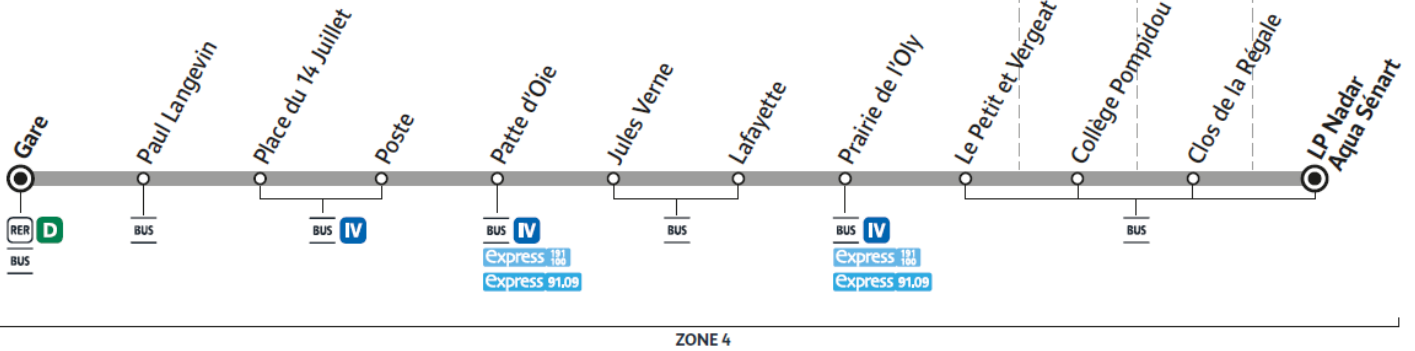 Gare
Paul Langevin
Place du 14 Juillet
Poste
Patte d'Oie
Jules Verne
Lafayette
Prairie de l'Oly
Le Petit et Vergeat
Collège Pompidou
Clos de la Régale
LP Nadar
Aqua Sénart
RER D
BUS
BUS
BUS IV
BUS IV
express 191 100
express 91.09
BUS
BUS IV
express 191 100
express 91.09
BUS
ZONE 4